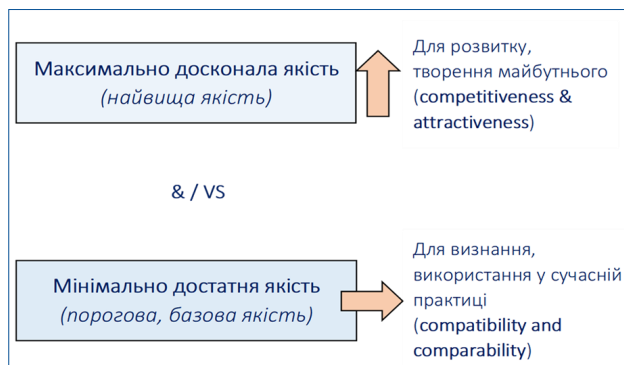 Максимально досконала якість
(найвища якість)
Для розвитку,
творення майбутнього
(competitiveness &
attractiveness)
& / VS
Мінімально достатня якість
(порогова, базова якість)
Для визнання,
використання у сучасній
практиці
(compatibility and
comparability)